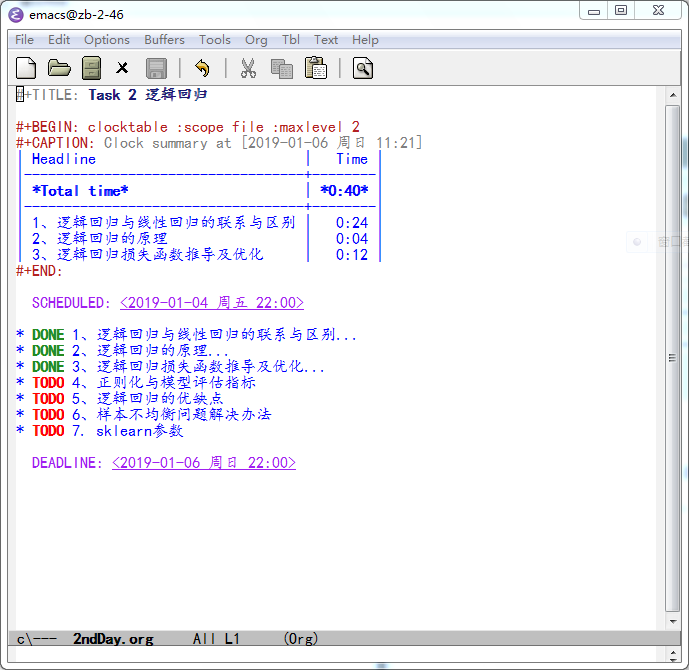 emacs@zb-2-46
File Edit Options Buffers Tools Org Tbl Text Help
#+TITLE: Task 2 逻辑回归
#+BEGIN: clocktable :scope file :maxlevel 2
#+CAPTION: Clock summary at [2019-01-06 周日 11:21]
| Headline | Time |
|-----------------------------------+--------|
| *Total time* | *0:40* |
|-----------------------------------+--------|
| 1、逻辑回归与线性回归的联系与区别 | 0:24 |
| 2、逻辑回归的原理 | 0:04 |
| 3、逻辑回归损失函数推导及优化 | 0:12 |
#+END:
SCHEDULED: <2019-01-04 周五 22:00>
* DONE 1、逻辑回归与线性回归的联系与区别...
* DONE 2、逻辑回归的原理...
* DONE 3、逻辑回归损失函数推导及优化...
* TODO 4、正则化与模型评估指标
* TODO 5、逻辑回归的优缺点
* TODO 6、样本不均衡问题解决办法
* TODO 7. sklearn参数
DEADLINE: <2019-01-06 周日 22:00>
c\--- 2ndDay.org All L1 (Org)